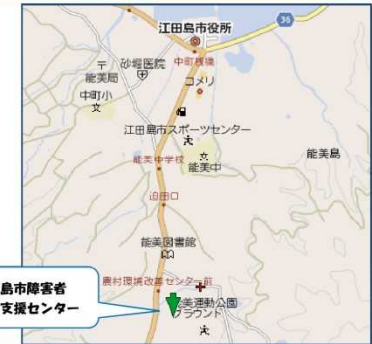 江田島市役所
36
中町桟橋
砂堀医院
〒
能美局
コメリ
中町小
文
江田島市スポーツセンター
能美中学校
文
能美中
能美島
迫田口
能美図書館
農村環境改善センター前
能美運動公園
グラウンド
島市障害者
支援センター